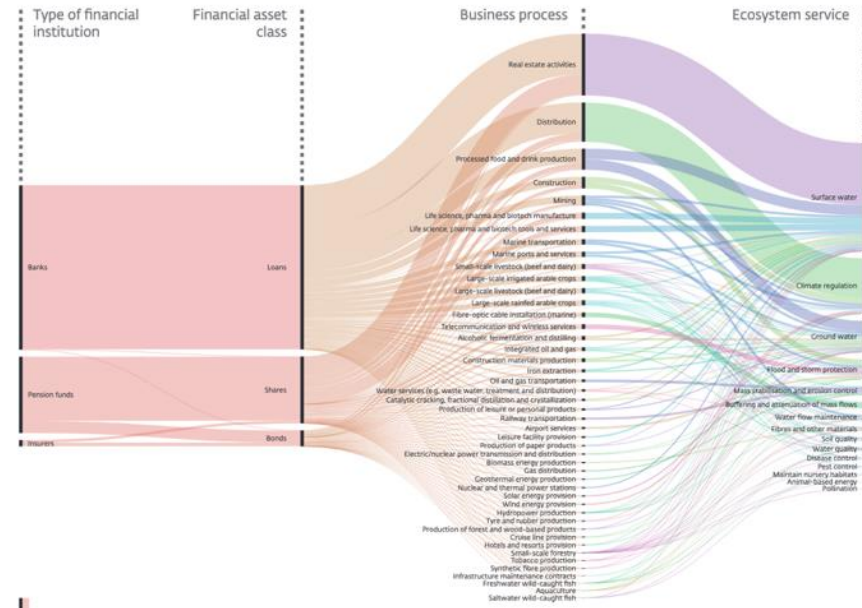 Type of financial
institution
Financial asset
class
Business process
Ecosystem service
Banks
Pension funds
Insurers
Loans
Shares
Bonds
Real estate activities
Distribution
Processed food and drink production
Construction
Mining
Life science, pharma and biotech manufacture
Life science, pharma and biotech tools and services
Marine transportation
Marine ports and services
Small-scale livestock (beef and dairy)
Large-scale irrigated arable crops
Large-scale livestock (beef and dairy)
Large-scale rainfed arable crops
Fibre-optic cable installation (marine)
Telecommunication and wireless services
Alcoholic fermentation and distilling
Integrated oil and gas
Construction materials production
Iron extraction
Oil and gas transportation
Water services (e.g. waste water, treatment and distribution)
Catalytic cracking, fractional distillation and crystallization
Production of leisure or personal products
Railway transportation
Airport services
Leisure facility provision
Production of paper products
Electric/nuclear power transmission and distribution
Biomass energy production
Gas distribution
Geothermal energy production
Nuclear and thermal power stations
Solar energy provision
Wind energy provision
Hydropower production
Tyre and rubber production
Production of forest and wood-based products
Cruise line provision
Hotels and resorts provision
Small-scale forestry
Tobacco production
Synthetic fibre production
Infrastructure maintenance contracts
Freshwater wild-caught fish
Aquaculture
Saltwater wild-caught fish
Surface water
Climate regulation
Ground water
Flood and storm protection
Mass stabilisation and erosion control
Buffering and attenuation of mass flows
Water flow maintenance
Fibres and other materials
Soil quality
Water quality
Disease control
Pest control
Maintain nursery habitats
Animal-based energy
Pollination